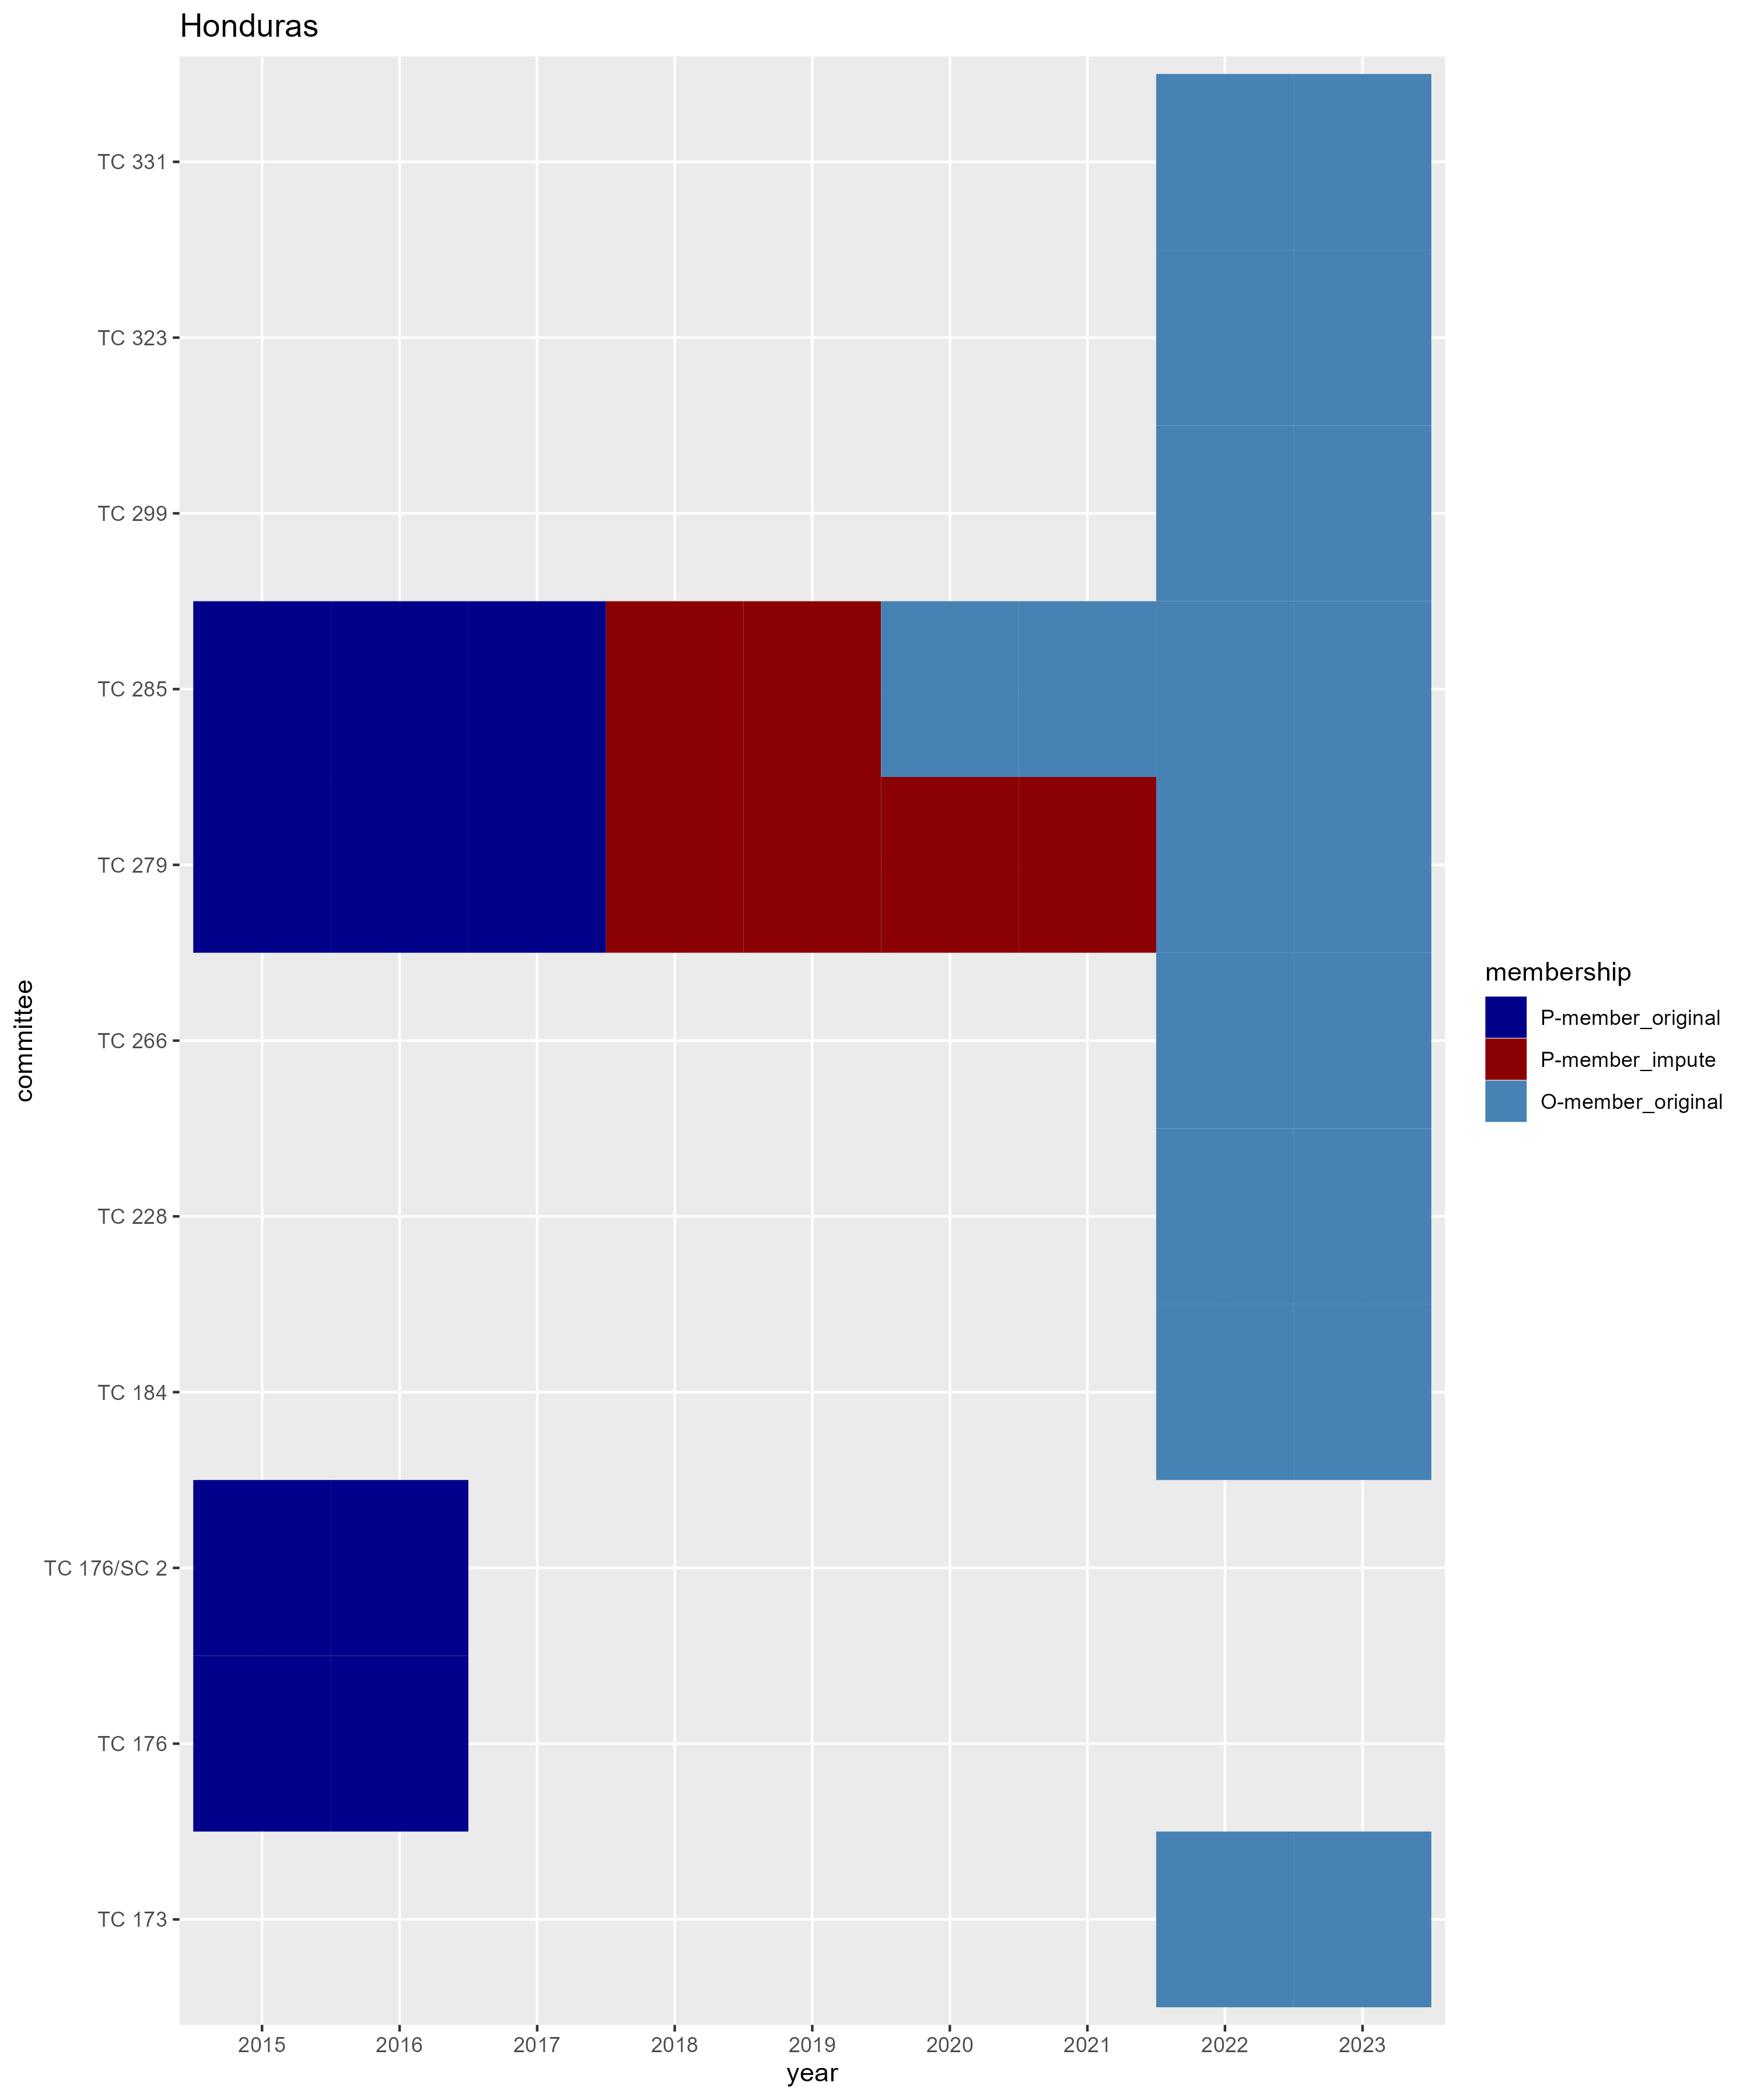 Honduras
TC 331
TC 323
TC 299
TC 285
TC 279
TC 266
TC 228
TC 184
TC 176/SC 2
TC 176
TC 173
committee
2015 2016 2017 2018 2019 2020 2021 2022 2023
year
membership
P-member_original
P-member_impute
O-member_original